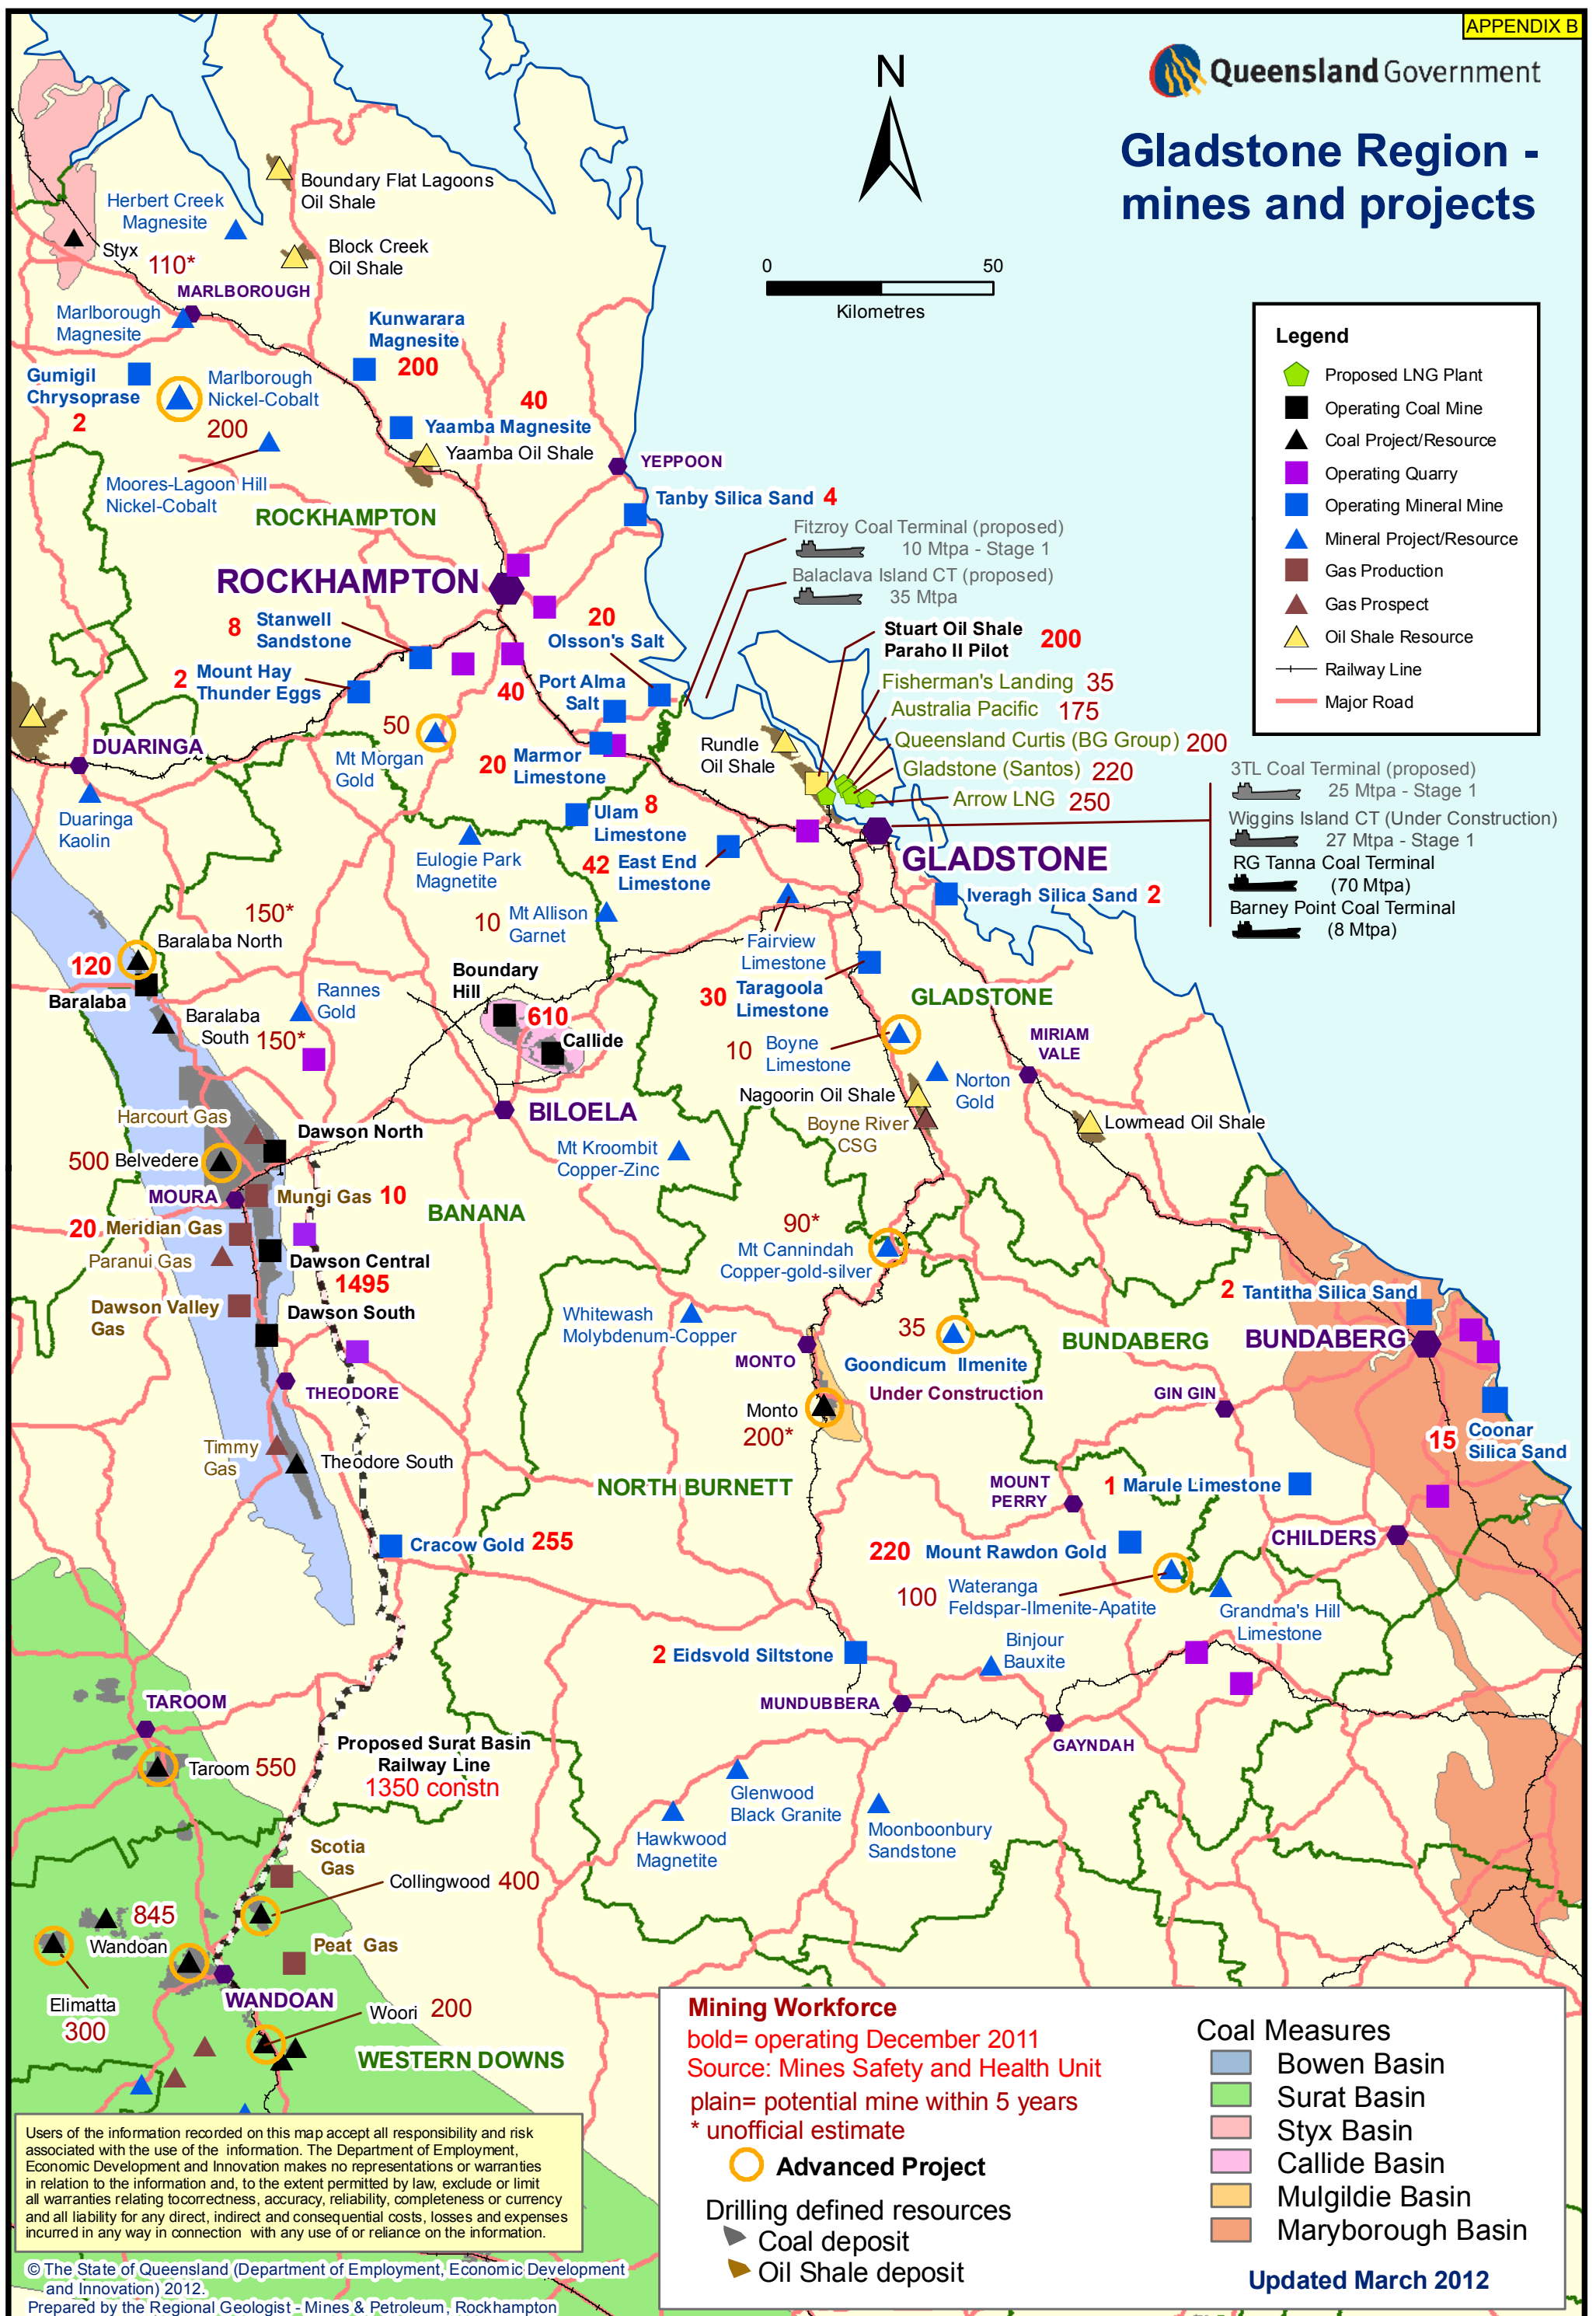 APPENDIX B
Queensland Government
Gladstone Region -
mines and projects
N
0 50
Kilometres
Legend
Proposed LNG Plant
Operating Coal Mine
Coal Project/Resource
Operating Quarry
Operating Mineral Mine
Mineral Project/Resource
Gas Production
Gas Prospect
Oil Shale Resource
Railway Line
Major Road
Boundary Flat Lagoons
Oil Shale
Herbert Creek
Magnesite
Styx
110*
Block Creek
Oil Shale
MARLBOROUGH
Marlborough
Magnesite
Kunwarara
Magnesite
200
Gumigil
Chrysoprase
2
Marlborough
Nickel-Cobalt
200
40
Yaamba Magnesite
Yaamba Oil Shale
Moores-Lagoon Hill
Nickel-Cobalt
YEPPOON
Tanby Silica Sand 4
ROCKHAMPTON
Fitzroy Coal Terminal (proposed)
10 Mtpa - Stage 1
Balaclava Island CT (proposed)
35 Mtpa
ROCKHAMPTON
8 Stanwell
Sandstone
20
Olsson's Salt
2 Mount Hay
Thunder Eggs
40
Port Alma
Salt
Stuart Oil Shale
Paraho II Pilot 200
Fisherman's Landing 35
Australia Pacific 175
Queensland Curtis (BG Group) 200
Gladstone (Santos) 220
Arrow LNG 250
50
Mt Morgan
Gold
20 Marmor
Limestone
Rundle
Oil Shale
DUARINGA
Duaringa
Kaolin
Ulam 8
Limestone
Eulogie Park
Magnetite
42 East End
Limestone
GLADSTONE
3TL Coal Terminal (proposed)
25 Mtpa - Stage 1
Wiggins Island CT (Under Construction)
27 Mtpa - Stage 1
RG Tanna Coal Terminal
(70 Mtpa)
Barney Point Coal Terminal
(8 Mtpa)
Iveragh Silica Sand 2
150*
Baralaba North
10 Mt Allison
Garnet
Fairview
Limestone
120
Baralaba
Boundary
Hill
610
Callide
Rannes
Gold
Baralaba
South 150*
30 Taragoola
Limestone
GLADSTONE
10 Boyne
Limestone
MIRIAM
VALE
Norton
Gold
Nagoorin Oil Shale
Boyne River
CSG
Lowmead Oil Shale
BILOELA
Harcourt Gas
Dawson North
500 Belvedere
Mt Kroombit
Copper-Zinc
MOURA
Mungi Gas 10
20 Meridian Gas
Paranui Gas
BANANA
Dawson Central
1495
Dawson South
Dawson Valley
Gas
90*
Mt Cannindah
Copper-gold-silver
Whitewash
Molybdenum-Copper
35
Goondicum Ilmenite
Under Construction
MONTO
Monto
200*
BUNDABERG
2 Tantitha Silica Sand
BUNDABERG
GIN GIN
15 Coonar
Silica Sand
THEODORE
Timmy
Gas
Theodore South
NORTH BURNETT
MOUNT
PERRY
1 Marule Limestone
CHILDERS
Cracow Gold 255
220 Mount Rawdon Gold
100 Wateranga
Feldspar-Ilmenite-Apatite
Grandma's Hill
Limestone
2 Eidsvold Siltstone
Binjour
Bauxite
MUNDUBBERA
GAYNDAH
TAROOM
Taroom 550
Proposed Surat Basin
Railway Line
1350 constn
Glenwood
Black Granite
Hawkwood
Magnetite
Moonboonbury
Sandstone
Scotia
Gas
Collingwood 400
845
Wandoan
Peat Gas
Elimatta
300
WANDOAN
Woori 200
WESTERN DOWNS
Mining Workforce
bold= operating December 2011
Source: Mines Safety and Health Unit
plain= potential mine within 5 years
* unofficial estimate
Advanced Project
Drilling defined resources
Coal deposit
Oil Shale deposit
Coal Measures
Bowen Basin
Surat Basin
Styx Basin
Callide Basin
Mulgildie Basin
Maryborough Basin
Updated March 2012
Users of the information recorded on this map accept all responsibility and risk
associated with the use of the information. The Department of Employment,
Economic Development and Innovation makes no representations or warranties
in relation to the information and, to the extent permitted by law, exclude or limit
all warranties relating tocorrectness, accuracy, reliability, completeness or currency
and all liability for any direct, indirect and consequential costs, losses and expenses
incurred in any way in connection with any use of or reliance on the information.
© The State of Queensland (Department of Employment, Economic Development
and Innovation) 2012.
Prepared by the Regional Geologist - Mines & Petroleum, Rockhampton